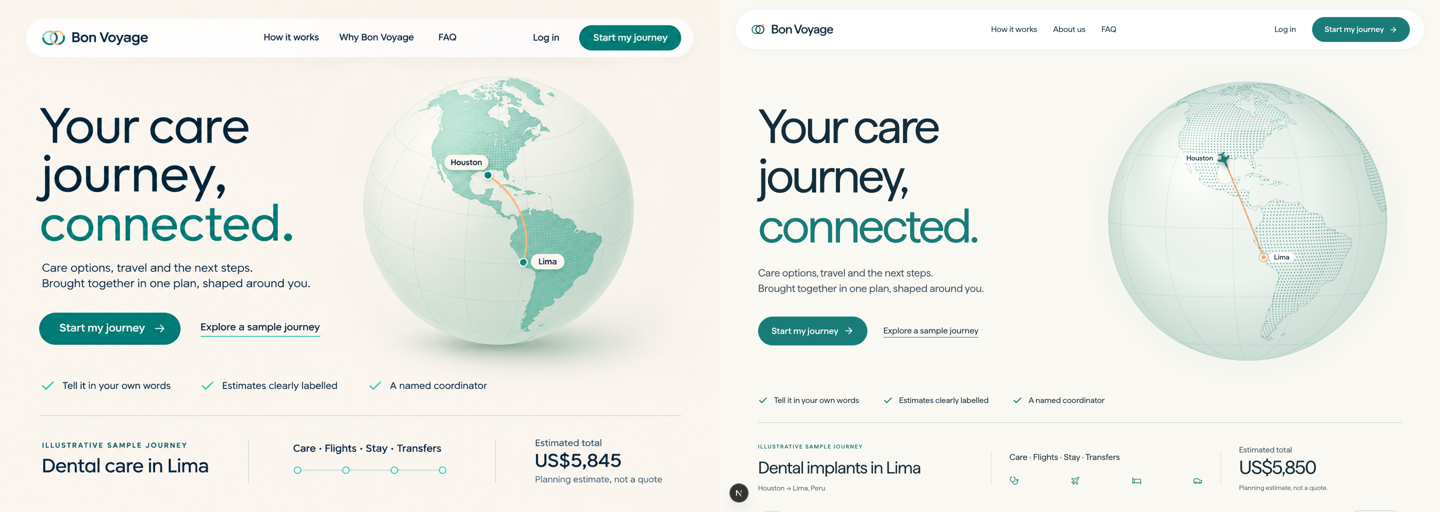 Bon Voyage
How it works
Why Bon Voyage
FAQ
Log in
Start my journey
Your care
journey,
connected.
Care options, travel and the next steps.
Brought together in one plan, shaped around you.
Start my journey →
Explore a sample journey
Houston
Lima
Tell it in your own words
Estimates clearly labelled
A named coordinator
ILLUSTRATIVE SAMPLE JOURNEY
Dental care in Lima
Care · Flights · Stay · Transfers
Estimated total
US$5,845
Planning estimate, not a quote
Bon Voyage
How it works
About us
FAQ
Log in
Start my journey →
Your care
journey,
connected.
Care options, travel and the next steps.
Brought together in one plan, shaped around you.
Start my journey →
Explore a sample journey
Houston
Lima
Tell it in your own words
Estimates clearly labelled
A named coordinator
ILLUSTRATIVE SAMPLE JOURNEY
Dental implants in Lima
Houston → Lima, Peru
Care · Flights · Stay · Transfers
Estimated total
US$5,850
Planning estimate, not a quote.
N